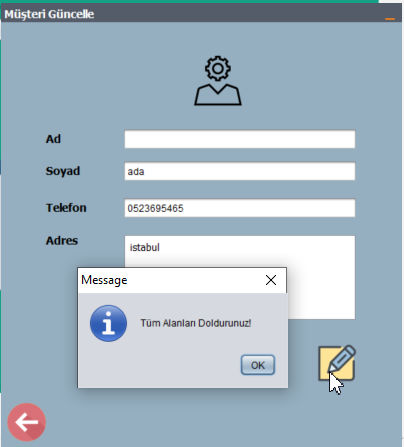 Müşteri Güncelle
Ad
Soyad
ada
Telefon
0523695465
Adres
istabul
Message
Tüm Alanları Doldurunuz!
OK